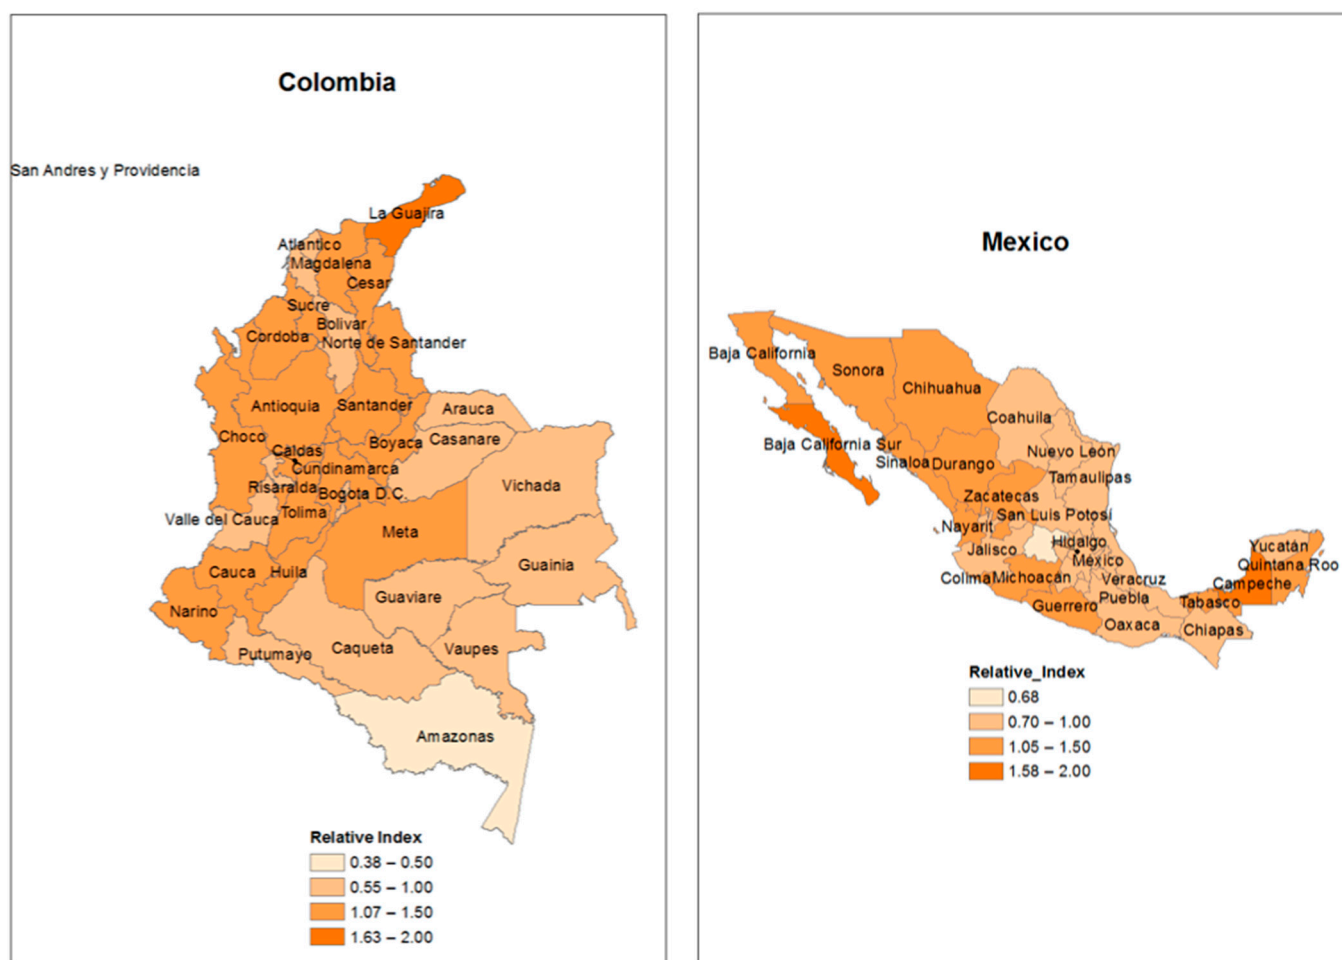 Colombia
San Andres y Providencia
La Guajira
Atlantico
Magdalena
Cesar
Sucre
Bolivar
Norte de Santander
Cordoba
Antioquia
Santander
Arauca
Choco
Boyaca
Casanare
Caldas
Cundinamarca
Risaralda
Bogota D.C.
Vichada
Valle del Cauca
Tolima
Meta
Cauca
Huila
Guainia
Guaviare
Narino
Putumayo
Caqueta
Vaupes
Amazonas
Relative Index
0.38 – 0.50
0.55 – 1.00
1.07 – 1.50
1.63 – 2.00
Mexico
Baja California
Sonora
Chihuahua
Coahuila
Baja California Sur
Sinaloa
Durango
Nuevo León
Tamaulipas
Zacatecas
San Luis Potosí
Nayarit
Jalisco
Hidalgo
México
Yucatán
Quintana Roo
Colima
Michoacán
Veracruz
Campeche
Puebla
Guerrero
Tabasco
Oaxaca
Chiapas
Relative_Index
0.68
0.70 – 1.00
1.05 – 1.50
1.58 – 2.00